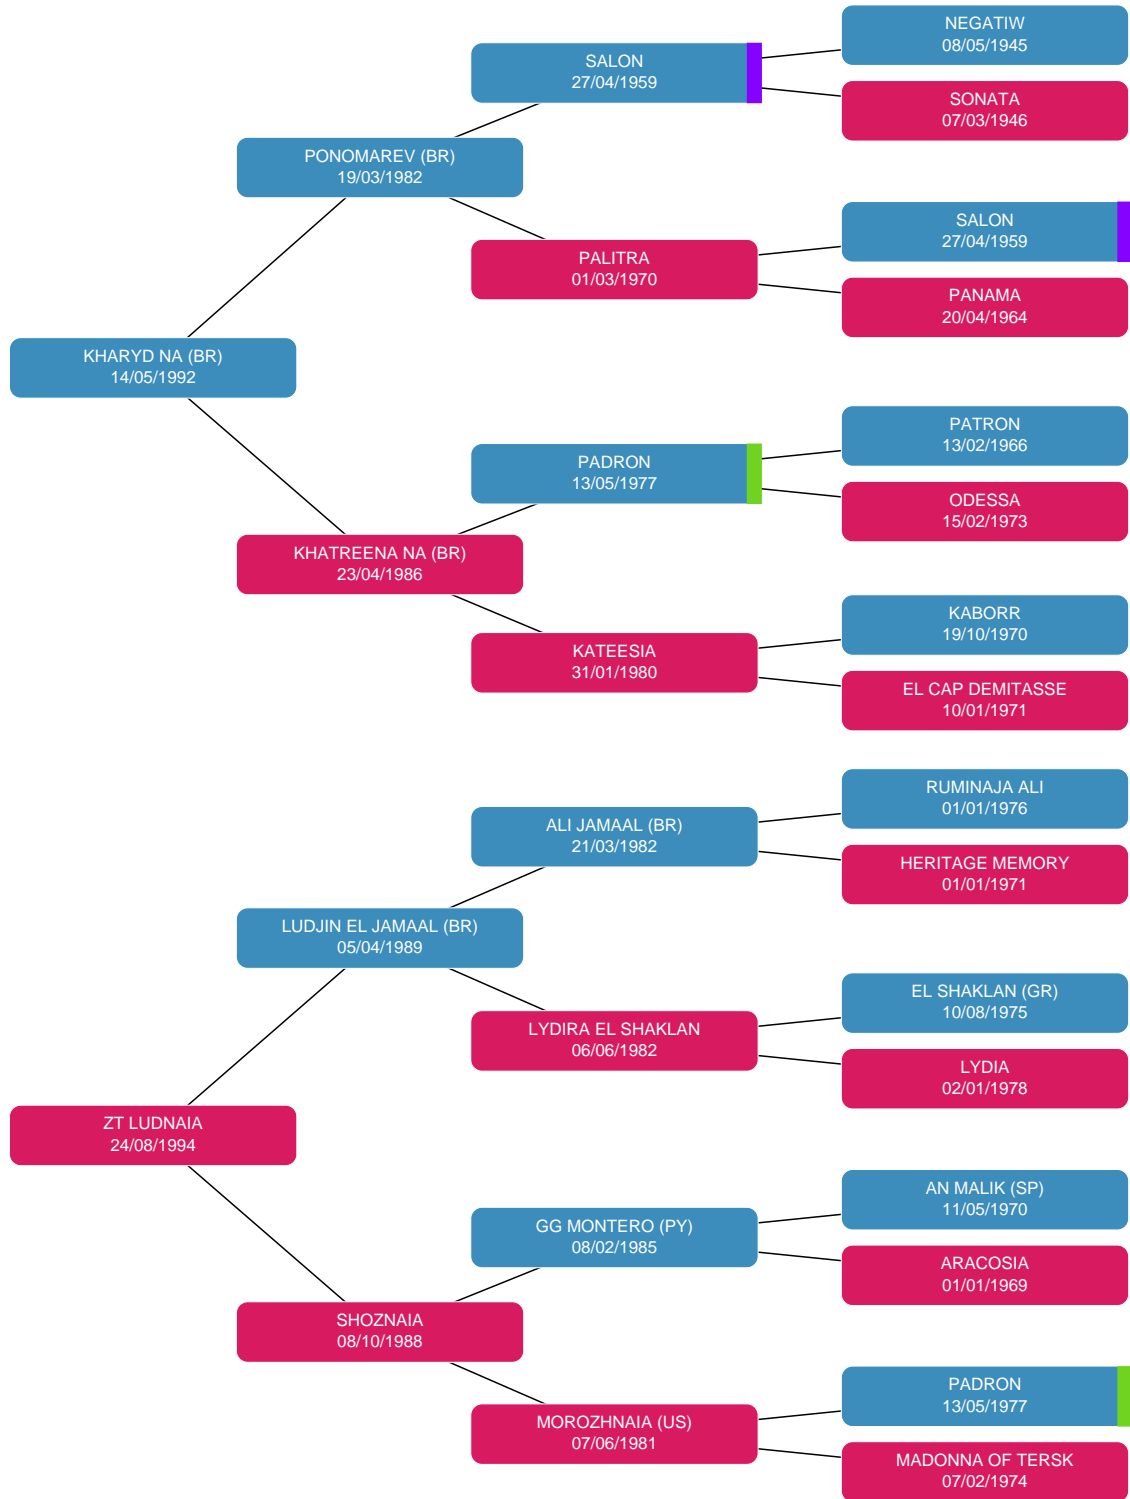 NEGATIW
08/05/1945
SALON
27/04/1959
SONATA
07/03/1946
PONOMAREV (BR)
19/03/1982
SALON
27/04/1959
PALITRA
01/03/1970
PANAMA
20/04/1964
KHARYD NA (BR)
14/05/1992
PATRON
13/02/1966
PADRON
13/05/1977
ODESSA
15/02/1973
KHATREENA NA (BR)
23/04/1986
KABORR
19/10/1970
KATEESIA
31/01/1980
EL CAP DEMITASSE
10/01/1971
RUMINAJA ALI
01/01/1976
ALI JAMAAL (BR)
21/03/1982
HERITAGE MEMORY
01/01/1971
LUDJIN EL JAMAAL (BR)
05/04/1989
EL SHAKLAN (GR)
10/08/1975
LYDIRA EL SHAKLAN
06/06/1982
LYDIA
02/01/1978
ZT LUDNAIA
24/08/1994
AN MALIK (SP)
11/05/1970
GG MONTERO (PY)
08/02/1985
ARACOSIA
01/01/1969
SHOZNAIA
08/10/1988
PADRON
13/05/1977
MOROZHNAIA (US)
07/06/1981
MADONNA OF TERSK
07/02/1974